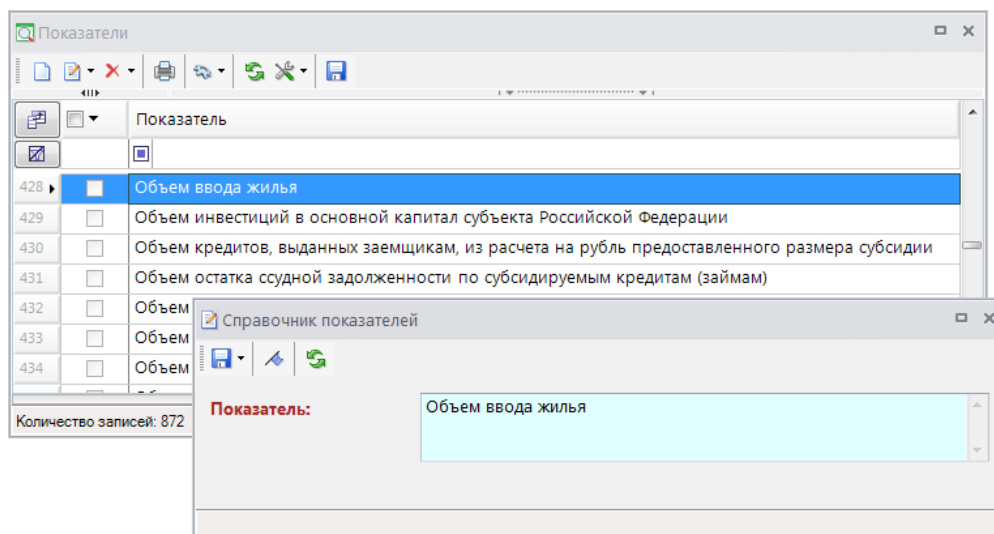 Показатели
Показатель
428 Объем ввода жилья
429 Объем инвестиций в основной капитал субъекта Российской Федерации
430 Объем кредитов, выданных заемщикам, из расчета на рубль предоставленного размера субсидии
431 Объем остатка ссудной задолженности по субсидируемым кредитам (займам)
432 Объем
433 Объем
434 Объем
Количество записей: 872
Справочник показателей
Показатель: Объем ввода жилья